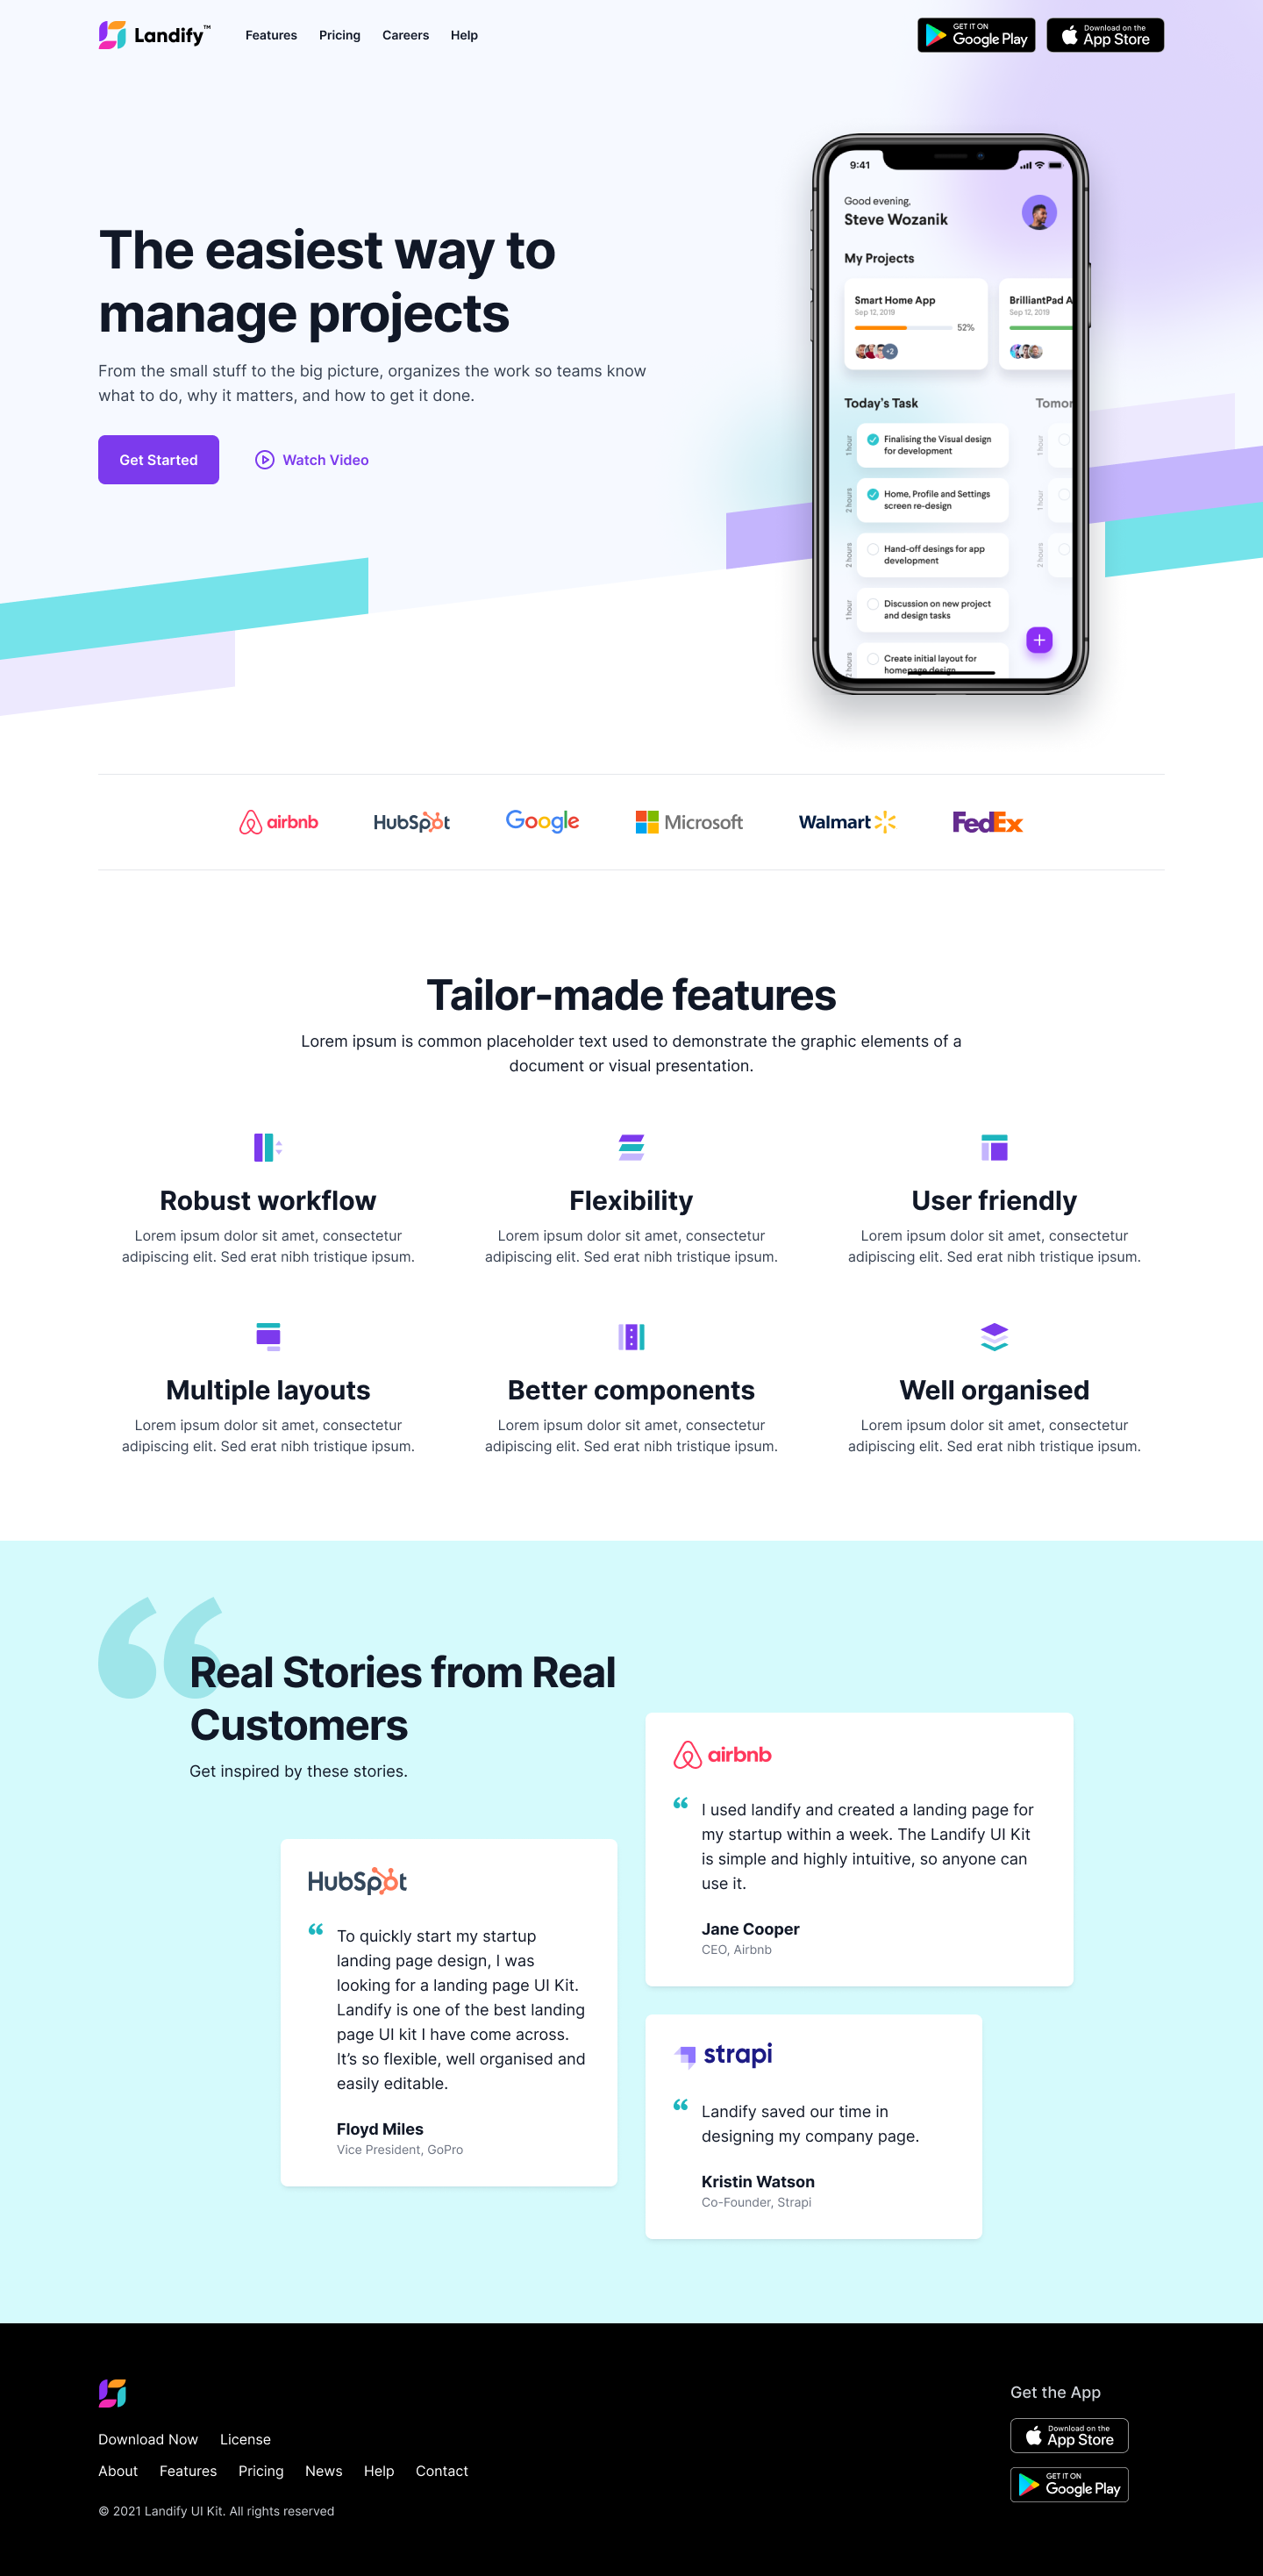 Landify™
Features Pricing Careers Help
GET IT ON
Google Play
Download on the
App Store
The easiest way to
manage projects
From the small stuff to the big picture, organizes the work so teams know
what to do, why it matters, and how to get it done.
Get Started
Watch Video
9:41
Good evening,
Steve Wozanik
My Projects
Smart Home App
Sep 12, 2019
52%
+2
BrilliantPad A
Sep 12, 2019
Today's Task
Tomor
1 hour
Finalising the Visual design
for development
1 hour
2 hours
Home, Profile and Settings
screen re-design
1 hour
2 hours
Hand-off desings for app
development
2 hours
1 hour
Discussion on new project
and design tasks
2 hours
Create initial layout for
homepage design
airbnb
HubSpot
Google
Microsoft
Walmart
FedEx
Tailor-made features
Lorem ipsum is common placeholder text used to demonstrate the graphic elements of a
document or visual presentation.
Robust workflow
Lorem ipsum dolor sit amet, consectetur
adipiscing elit. Sed erat nibh tristique ipsum.
Flexibility
Lorem ipsum dolor sit amet, consectetur
adipiscing elit. Sed erat nibh tristique ipsum.
User friendly
Lorem ipsum dolor sit amet, consectetur
adipiscing elit. Sed erat nibh tristique ipsum.
Multiple layouts
Lorem ipsum dolor sit amet, consectetur
adipiscing elit. Sed erat nibh tristique ipsum.
Better components
Lorem ipsum dolor sit amet, consectetur
adipiscing elit. Sed erat nibh tristique ipsum.
Well organised
Lorem ipsum dolor sit amet, consectetur
adipiscing elit. Sed erat nibh tristique ipsum.
“
Real Stories from Real
Customers
Get inspired by these stories.
HubSpot
“
To quickly start my startup
landing page design, I was
looking for a landing page UI Kit.
Landify is one of the best landing
page UI kit I have come across.
It’s so flexible, well organised and
easily editable.
Floyd Miles
Vice President, GoPro
airbnb
“
I used landify and created a landing page for
my startup within a week. The Landify UI Kit
is simple and highly intuitive, so anyone can
use it.
Jane Cooper
CEO, Airbnb
strapi
“
Landify saved our time in
designing my company page.
Kristin Watson
Co-Founder, Strapi
Download Now License
About Features Pricing News Help Contact
© 2021 Landify UI Kit. All rights reserved
Get the App
Download on the
App Store
GET IT ON
Google Play